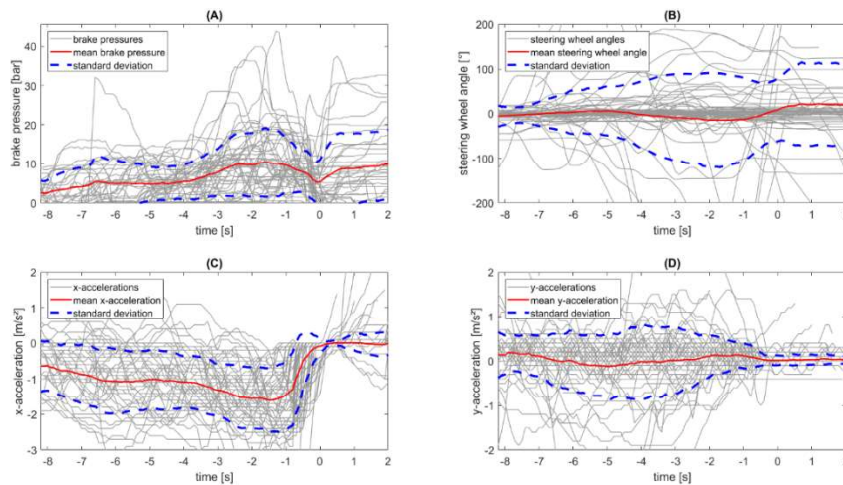 (A)
brake pressures
mean brake pressure
standard deviation
brake pressure [bar]
40
30
20
10
0
-8 -7 -6 -5 -4 -3 -2 -1 0 1 2
time [s]
(B)
steering wheel angles
mean steering wheel angle
standard deviation
steering wheel angle [°]
200
100
0
-100
-200
-8 -7 -6 -5 -4 -3 -2 -1 0 1 2
time [s]
(C)
x-accelerations
mean x-acceleration
standard deviation
x-acceleration [m/s²]
2
1
0
-1
-2
-3
-8 -7 -6 -5 -4 -3 -2 -1 0 1 2
time [s]
(D)
y-accelerations
mean y-acceleration
standard deviation
y-acceleration [m/s²]
2
1
0
-1
-2
-8 -7 -6 -5 -4 -3 -2 -1 0 1 2
time [s]